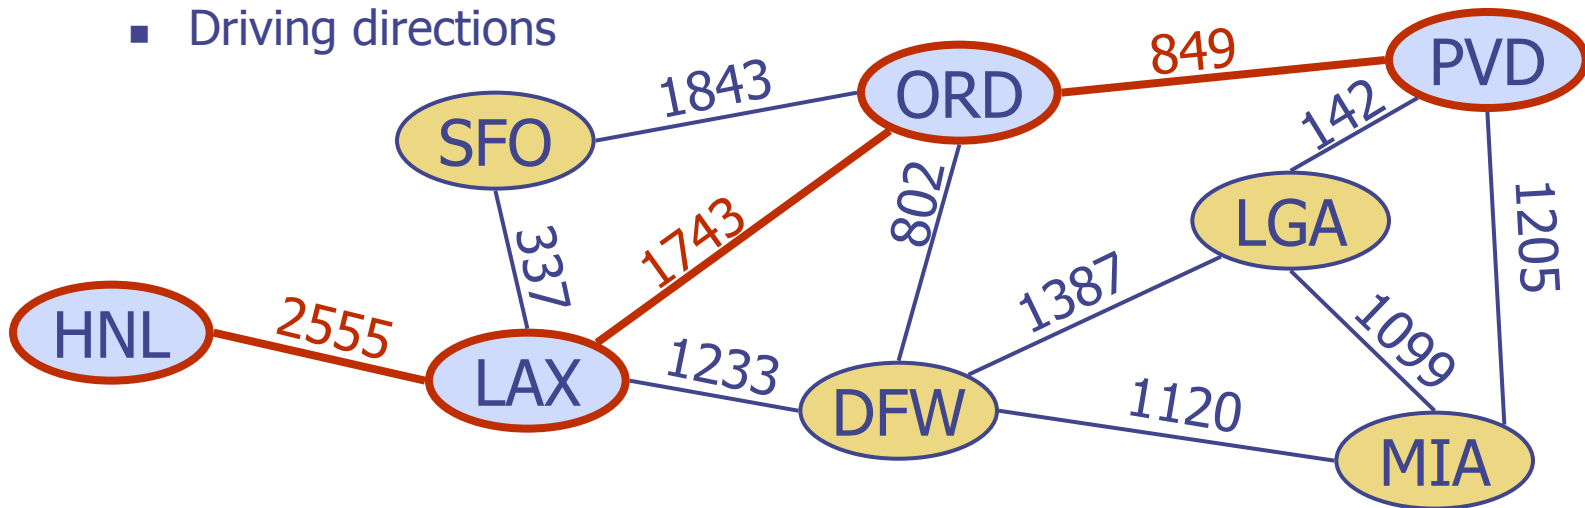 ▪ Driving directions
849
PVD
1843
ORD
142
SFO
802
LGA
1205
337
1743
1387
HNL
2555
1099
LAX
1233
DFW
1120
MIA